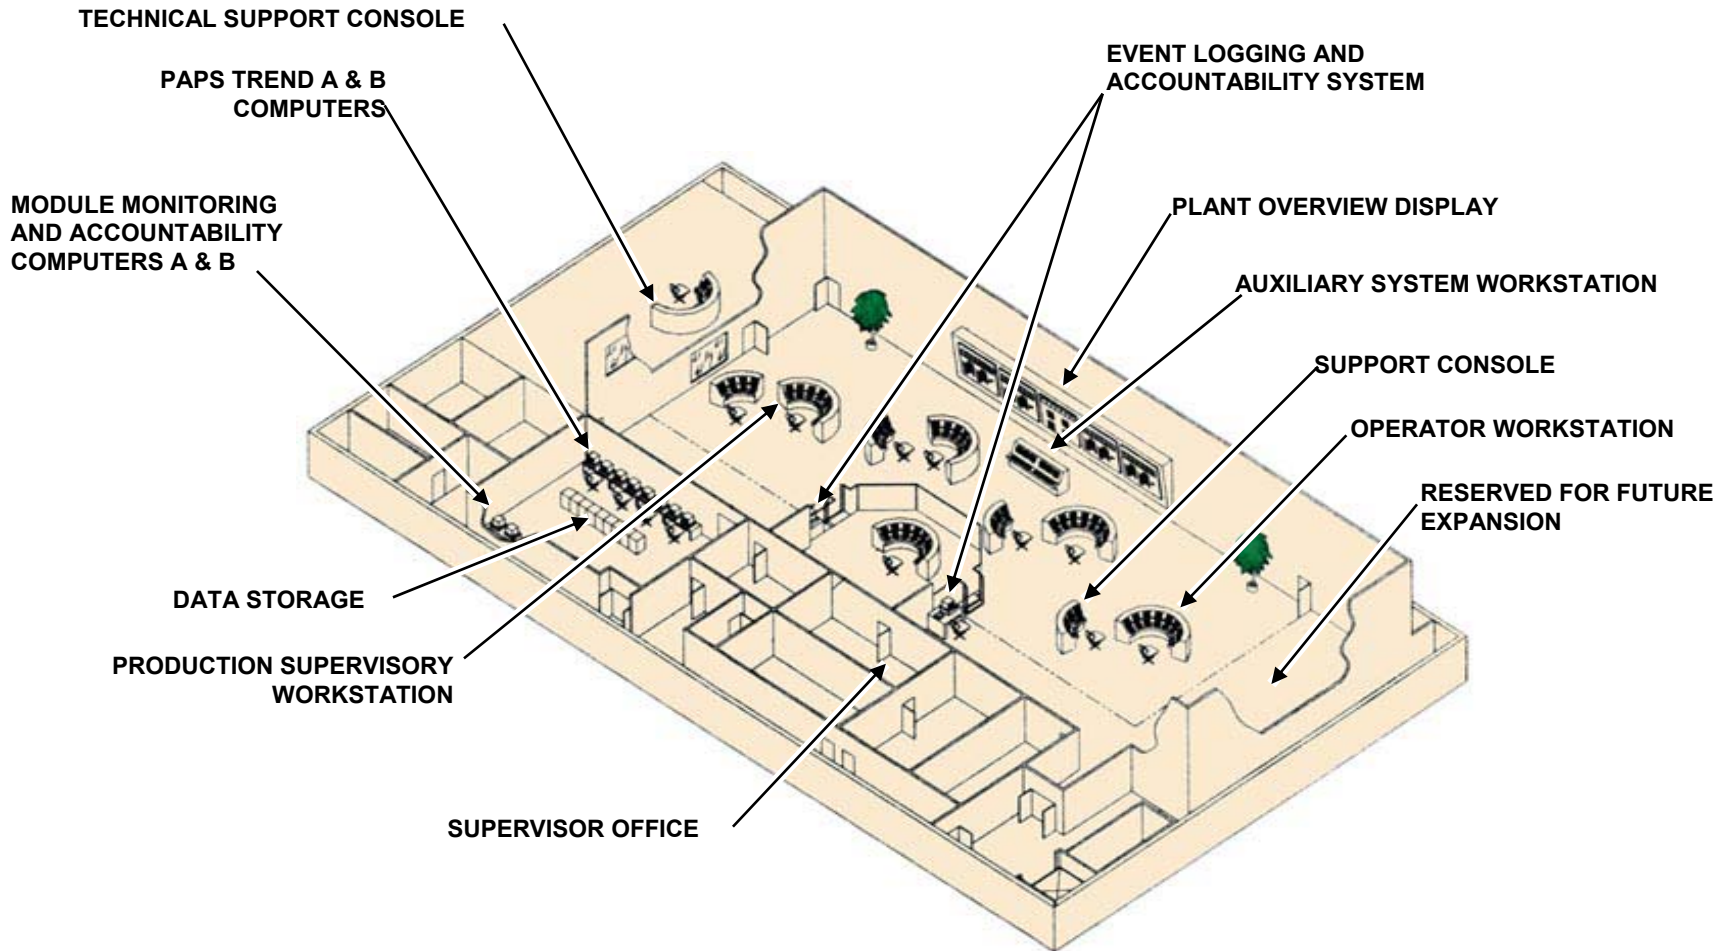 TECHNICAL SUPPORT CONSOLE
PAPS TREND A & B
COMPUTERS
MODULE MONITORING
AND ACCOUNTABILITY
COMPUTERS A & B
DATA STORAGE
PRODUCTION SUPERVISORY
WORKSTATION
SUPERVISOR OFFICE
EVENT LOGGING AND
ACCOUNTABILITY SYSTEM
PLANT OVERVIEW DISPLAY
AUXILIARY SYSTEM WORKSTATION
SUPPORT CONSOLE
OPERATOR WORKSTATION
RESERVED FOR FUTURE
EXPANSION